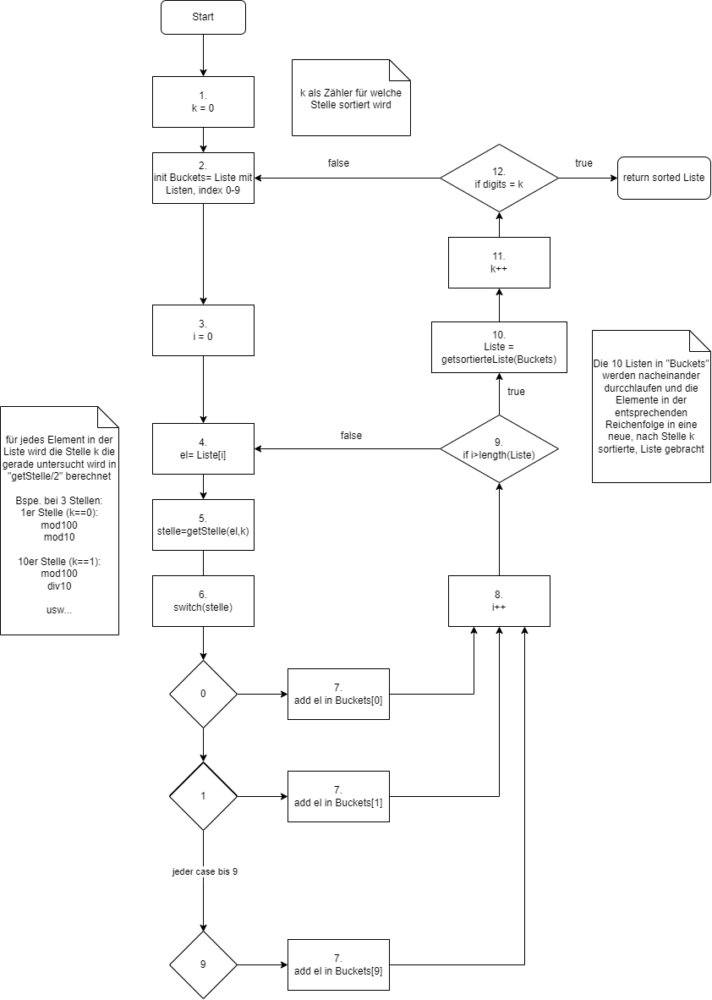 Start
1.
k = 0
k als Zähler für welche
Stelle sortiert wird
2.
init Buckets= Liste mit
Listen, index 0-9
false
12.
if digits = k
true
return sorted Liste
11.
k++
3.
i = 0
10.
Liste =
getsortierteListe(Buckets)
Die 10 Listen in "Buckets"
werden nacheinander
durcchlaufen und die
Elemente in der
entsprechenden
Reichenfolge in eine
neue, nach Stelle k
sortierte, Liste gebracht
true
für jedes Element in der
Liste wird die Stelle k die
gerade untersucht wird in
"getStelle/2" berechnet
Bspe. bei 3 Stellen:
1er Stelle (k==0):
mod100
mod10
10er Stelle (k==1):
mod100
div10
usw...
4.
el= Liste[i]
false
9.
if i>length(Liste)
5.
stelle=getStelle(el,k)
6.
switch(stelle)
8.
i++
0
7.
add el in Buckets[0]
1
7.
add el in Buckets[1]
jeder case bis 9
9
7.
add el in Buckets[9]